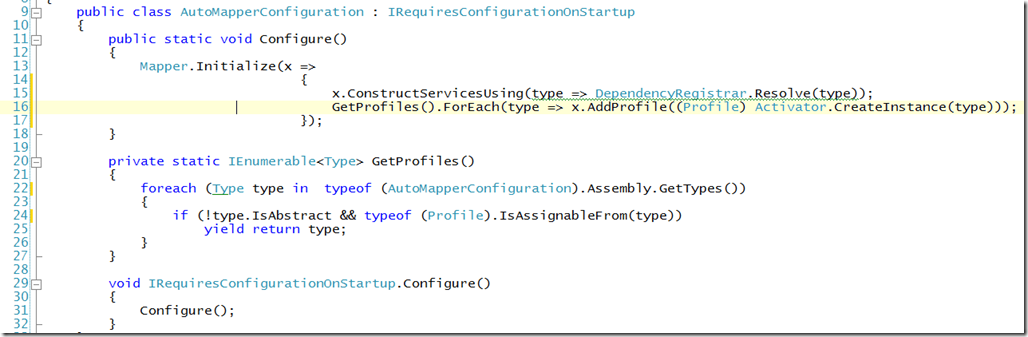 9 public class AutoMapperConfiguration : IRequiresConfigurationOnStartup
10 {
11 public static void Configure()
12 {
13 Mapper.Initialize(x =>
14 {
15 x.ConstructServicesUsing(type => DependencyRegistrar.Resolve(type));
16 GetProfiles().ForEach(type => x.AddProfile((Profile) Activator.CreateInstance(type)));
17 });
18 }
19
20 private static IEnumerable<Type> GetProfiles()
21 {
22 foreach (Type type in  typeof (AutoMapperConfiguration).Assembly.GetTypes())
23 {
24 if (!type.IsAbstract && typeof (Profile).IsAssignableFrom(type))
25 yield return type;
26 }
27 }
28
29 void IRequiresConfigurationOnStartup.Configure()
30 {
31 Configure();
32 }